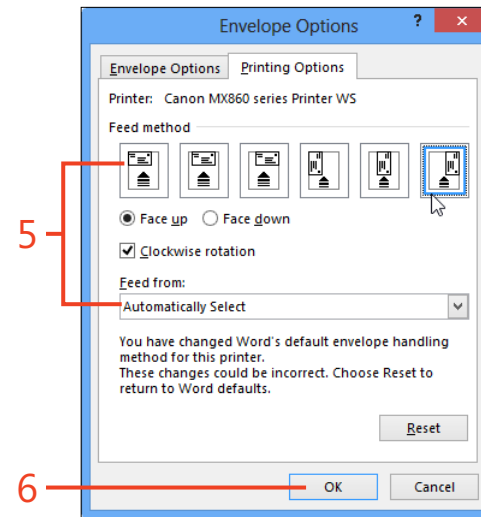 Envelope Options
?
Envelope Options Printing Options
Printer: Canon MX860 series Printer WS
Feed method
5
Face up Face down
Clockwise rotation
Feed from:
Automatically Select
You have changed Word's default envelope handling
method for this printer.
These changes could be incorrect. Choose Reset to
return to Word defaults.
Reset
6
OK Cancel